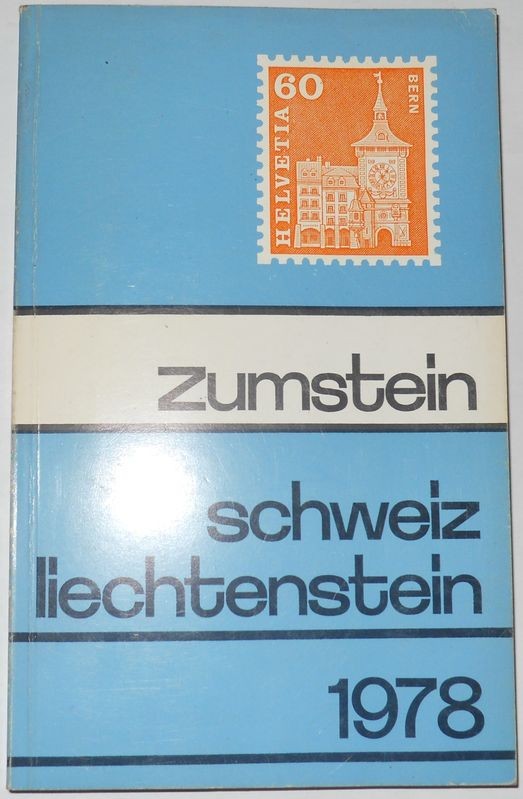 60
BERN
HELVETIA
zumstein
schweiz
liechtenstein
1978